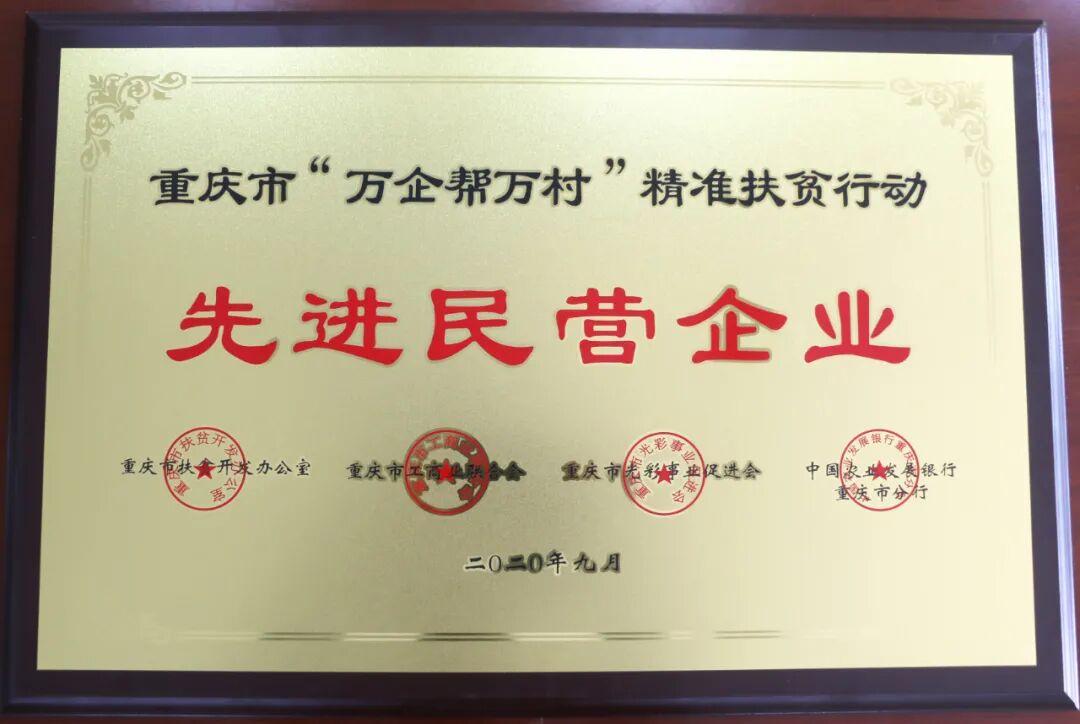 重庆市“万企帮万村”精准扶贫行动
先进民营企业
重庆市扶贫开发办公室
重庆市工商业联合会
重庆市光彩事业促进会
中国农业发展银行
重庆市分行
二〇二〇年九月